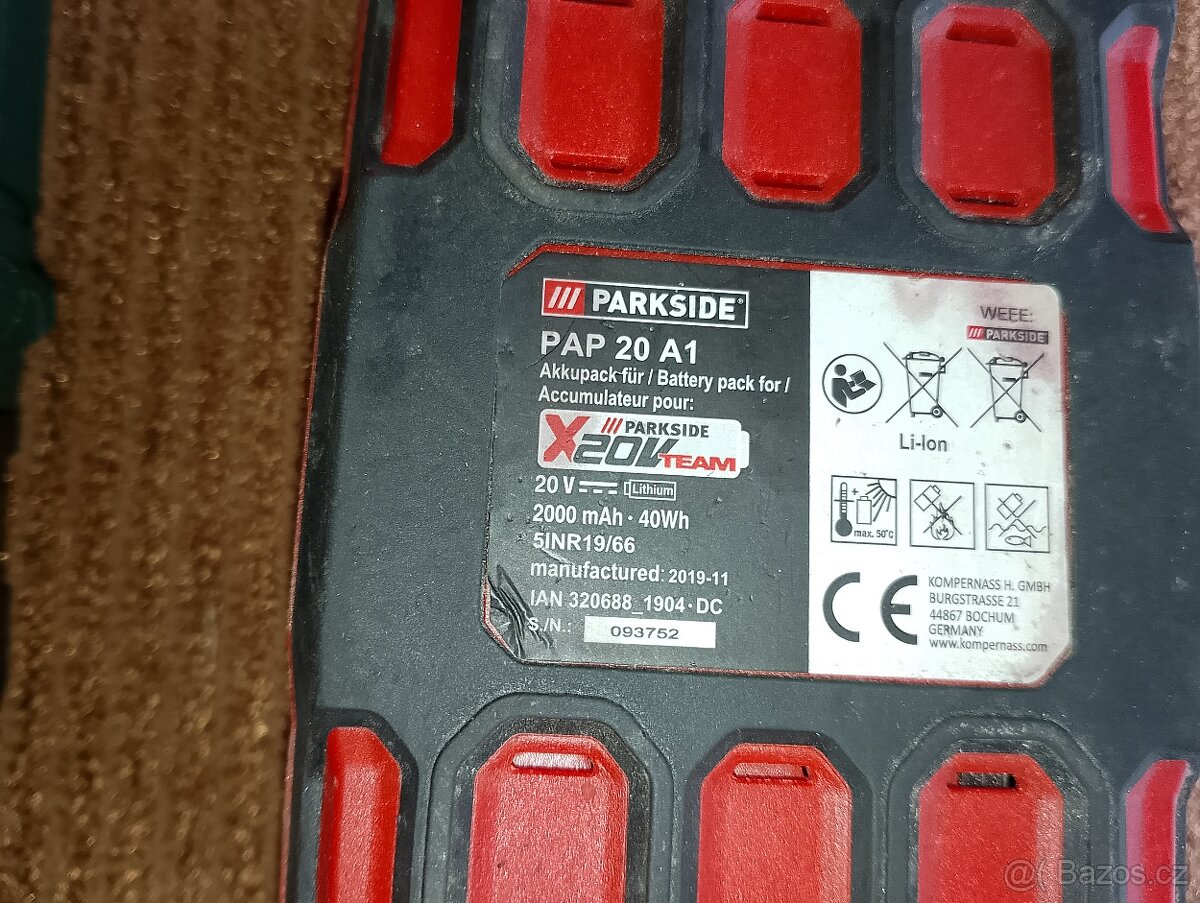 /// PARKSIDE®
PAP 20 A1
Akkupack für / Battery pack for /
Accumulateur pour:
/// PARKSIDE
X20V TEAM
20 V Lithium
2000 mAh · 40Wh
5INR19/66
manufactured: 2019-11
IAN 320688_1904 · DC
S./N.: 093752
WEEE:
/// PARKSIDE
Li-Ion
+
max. 50°C
CE
KOMPERNASS H. GMBH
BURGSTRASSE 21
44867 BOCHUM
GERMANY
www.kompernass.com
@ Bazos.cz